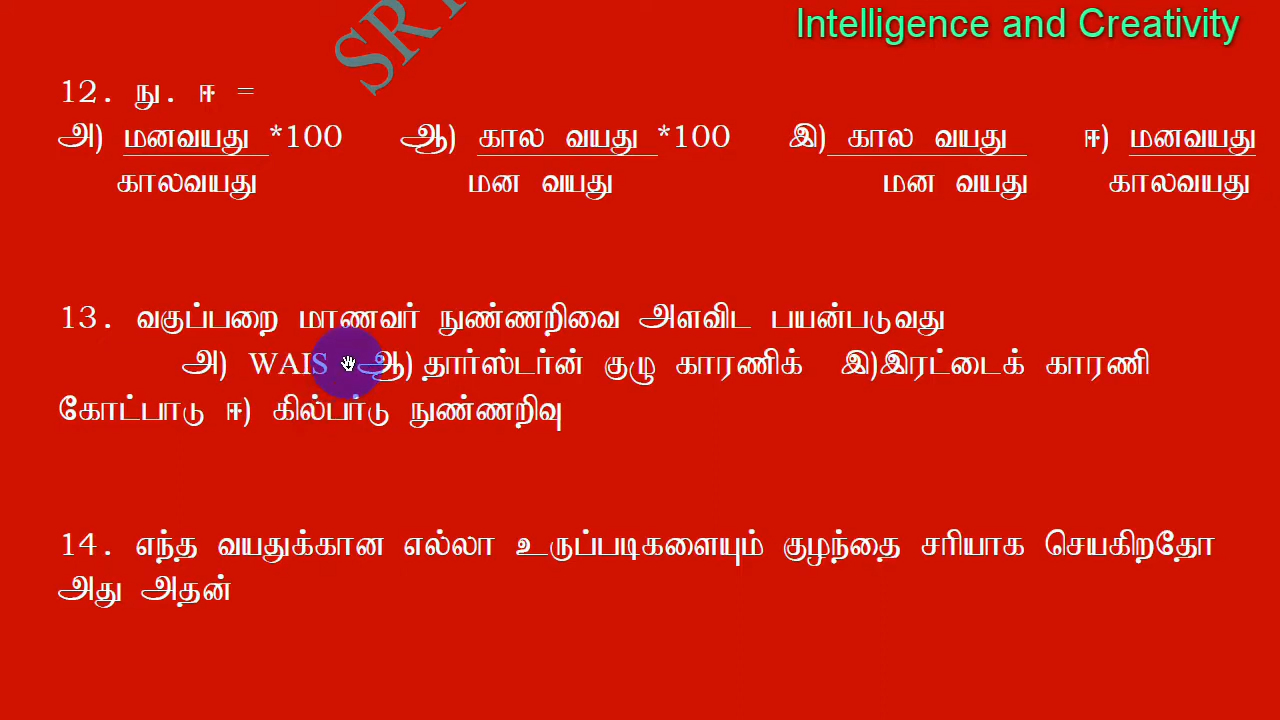 Intelligence and Creativity
SRI
12. நு. ஈ =
அ) மனவயது *100 ஆ) கால வயது *100 இ) கால வயது ஈ) மனவயது
காலவயது மன வயது மன வயது காலவயது
13. வகுப்பறை மாணவர் நுண்ணறிவை அளவிட பயன்படுவது
அ) WAIS ஆ) தார்ஸ்டர்ன் குழு காரணிக் இ)இரட்டைக் காரணி
கோட்பாடு ஈ) கில்பர்டு நுண்ணறிவு
14. எந்த வயதுக்கான எல்லா உருப்படிகளையும் குழந்தை சரியாக செயகிறதோ
அது அதன்